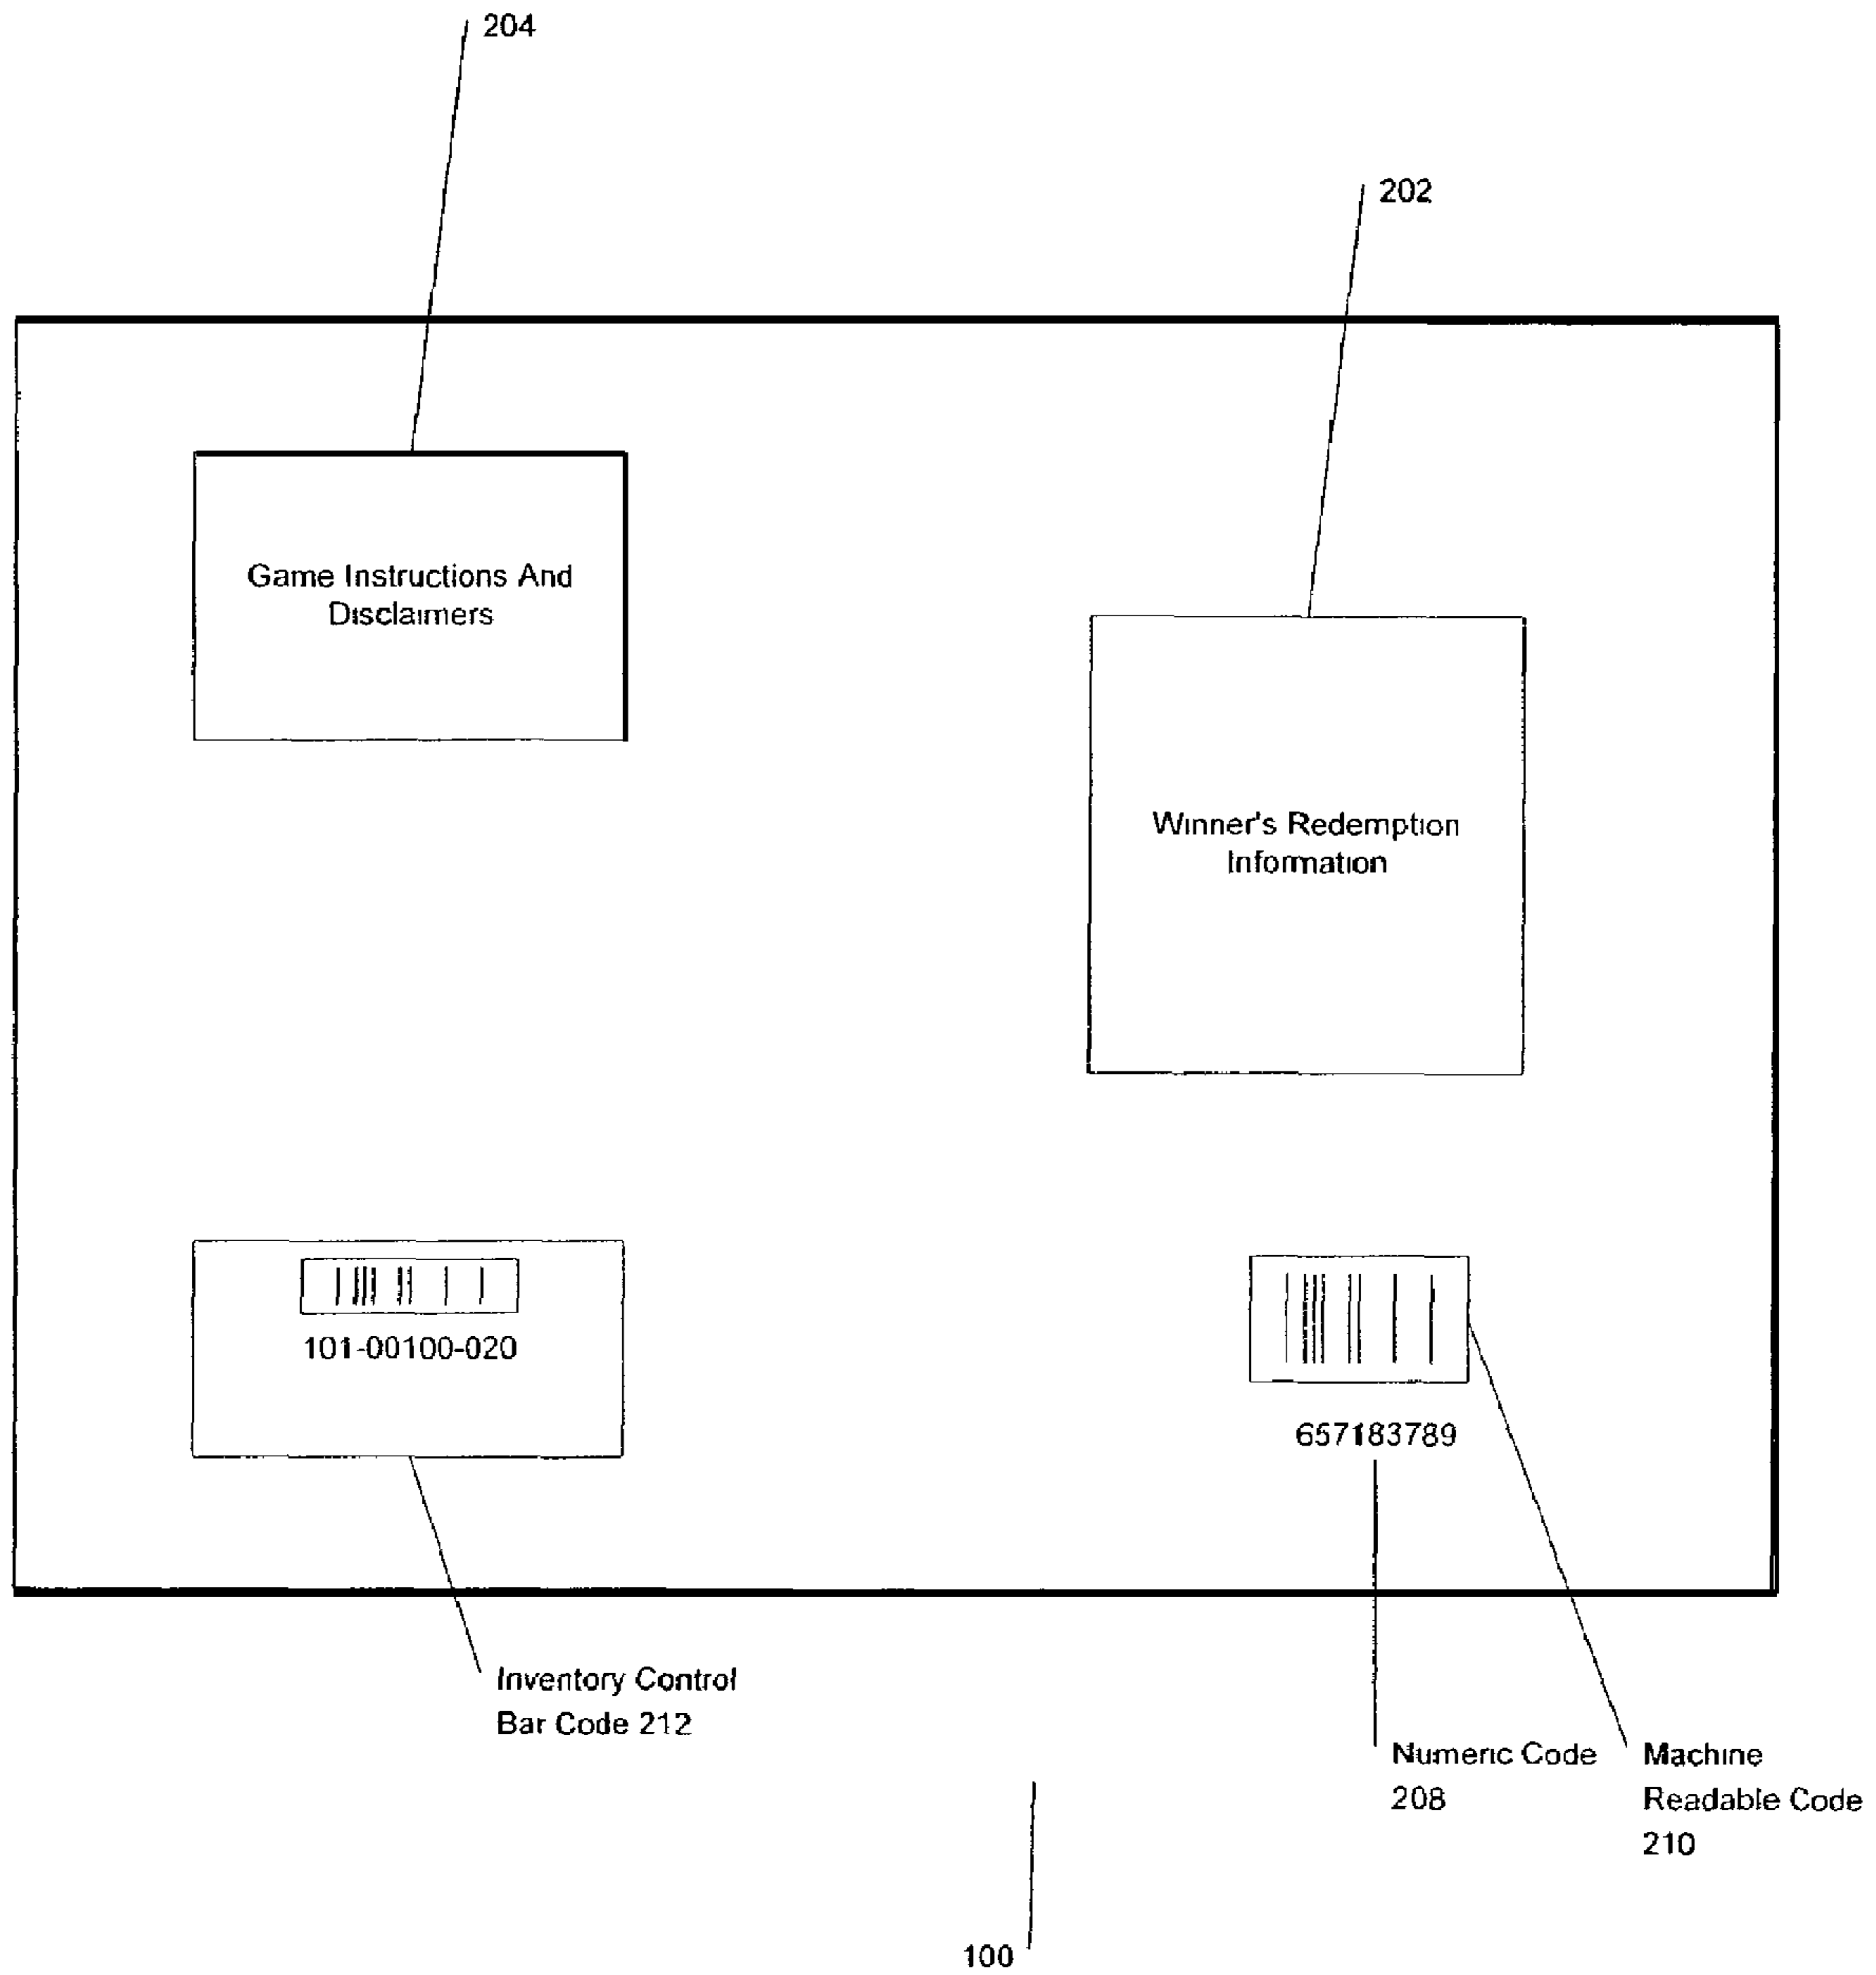 204
202
Game Instructions And
Disclaimers
Winner's Redemption
Information
101-00100-020
657183789
Inventory Control
Bar Code 212
Numeric Code
208
Machine
Readable Code
210
100